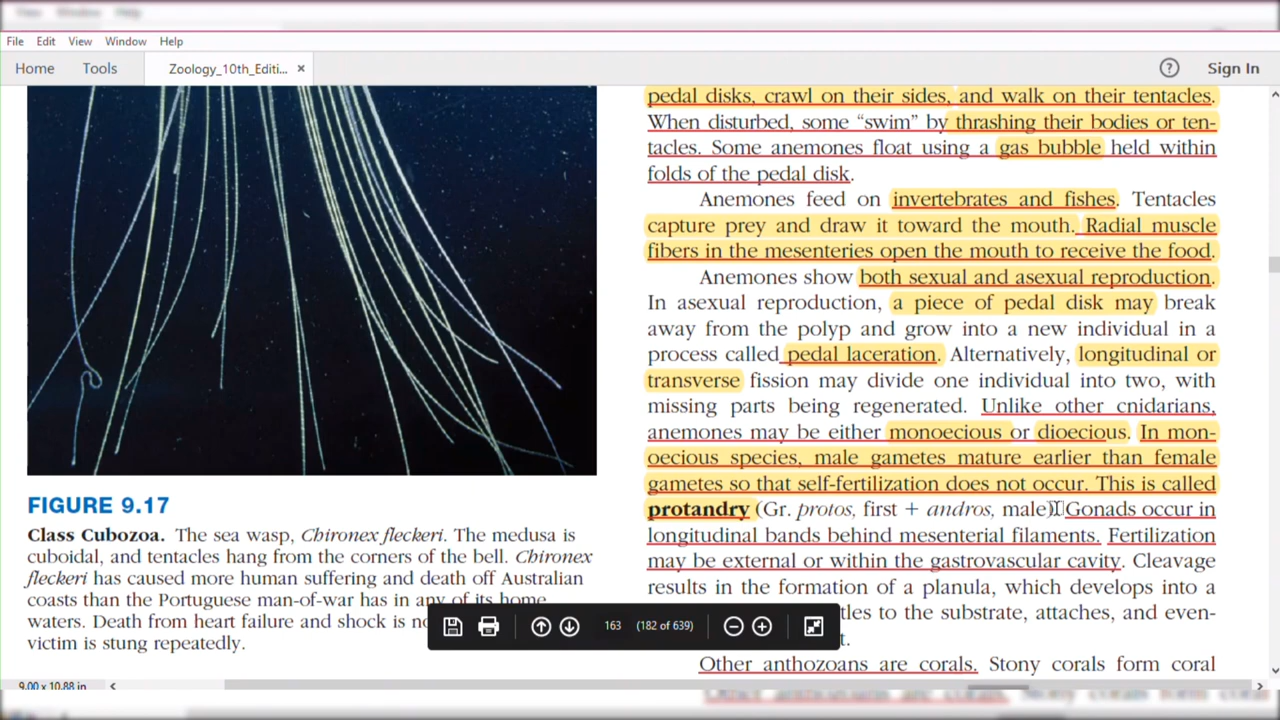 View Window Help
File Edit View Window Help
Home Tools Zoology_10th_Editi... × ? Sign In
pedal disks, crawl on their sides, and walk on their tentacles.
When disturbed, some “swim” by thrashing their bodies or ten-
tacles. Some anemones float using a gas bubble held within
folds of the pedal disk.
Anemones feed on invertebrates and fishes. Tentacles
capture prey and draw it toward the mouth. Radial muscle
fibers in the mesenteries open the mouth to receive the food.
Anemones show both sexual and asexual reproduction.
In asexual reproduction, a piece of pedal disk may break
away from the polyp and grow into a new individual in a
process called pedal laceration. Alternatively, longitudinal or
transverse fission may divide one individual into two, with
missing parts being regenerated. Unlike other cnidarians,
anemones may be either monoecious or dioecious. In mon-
oecious species, male gametes mature earlier than female
gametes so that self-fertilization does not occur. This is called
protandry (Gr. protos, first + andros, male). Gonads occur in
longitudinal bands behind mesenterial filaments. Fertilization
may be external or within the gastrovascular cavity. Cleavage
results in the formation of a planula, which develops into a
to the substrate, attaches, and even-
Other anthozoans are corals. Stony corals form coral
FIGURE 9.17
Class Cubozoa. The sea wasp, Chironex fleckeri. The medusa is
cuboidal, and tentacles hang from the corners of the bell. Chironex
fleckeri has caused more human suffering and death off Australian
coasts than the Portuguese man-of-war has in any of its home
waters. Death from heart failure and shock is
victim is stung repeatedly.
163 (182 of 639)
9.00 x 10.88 in